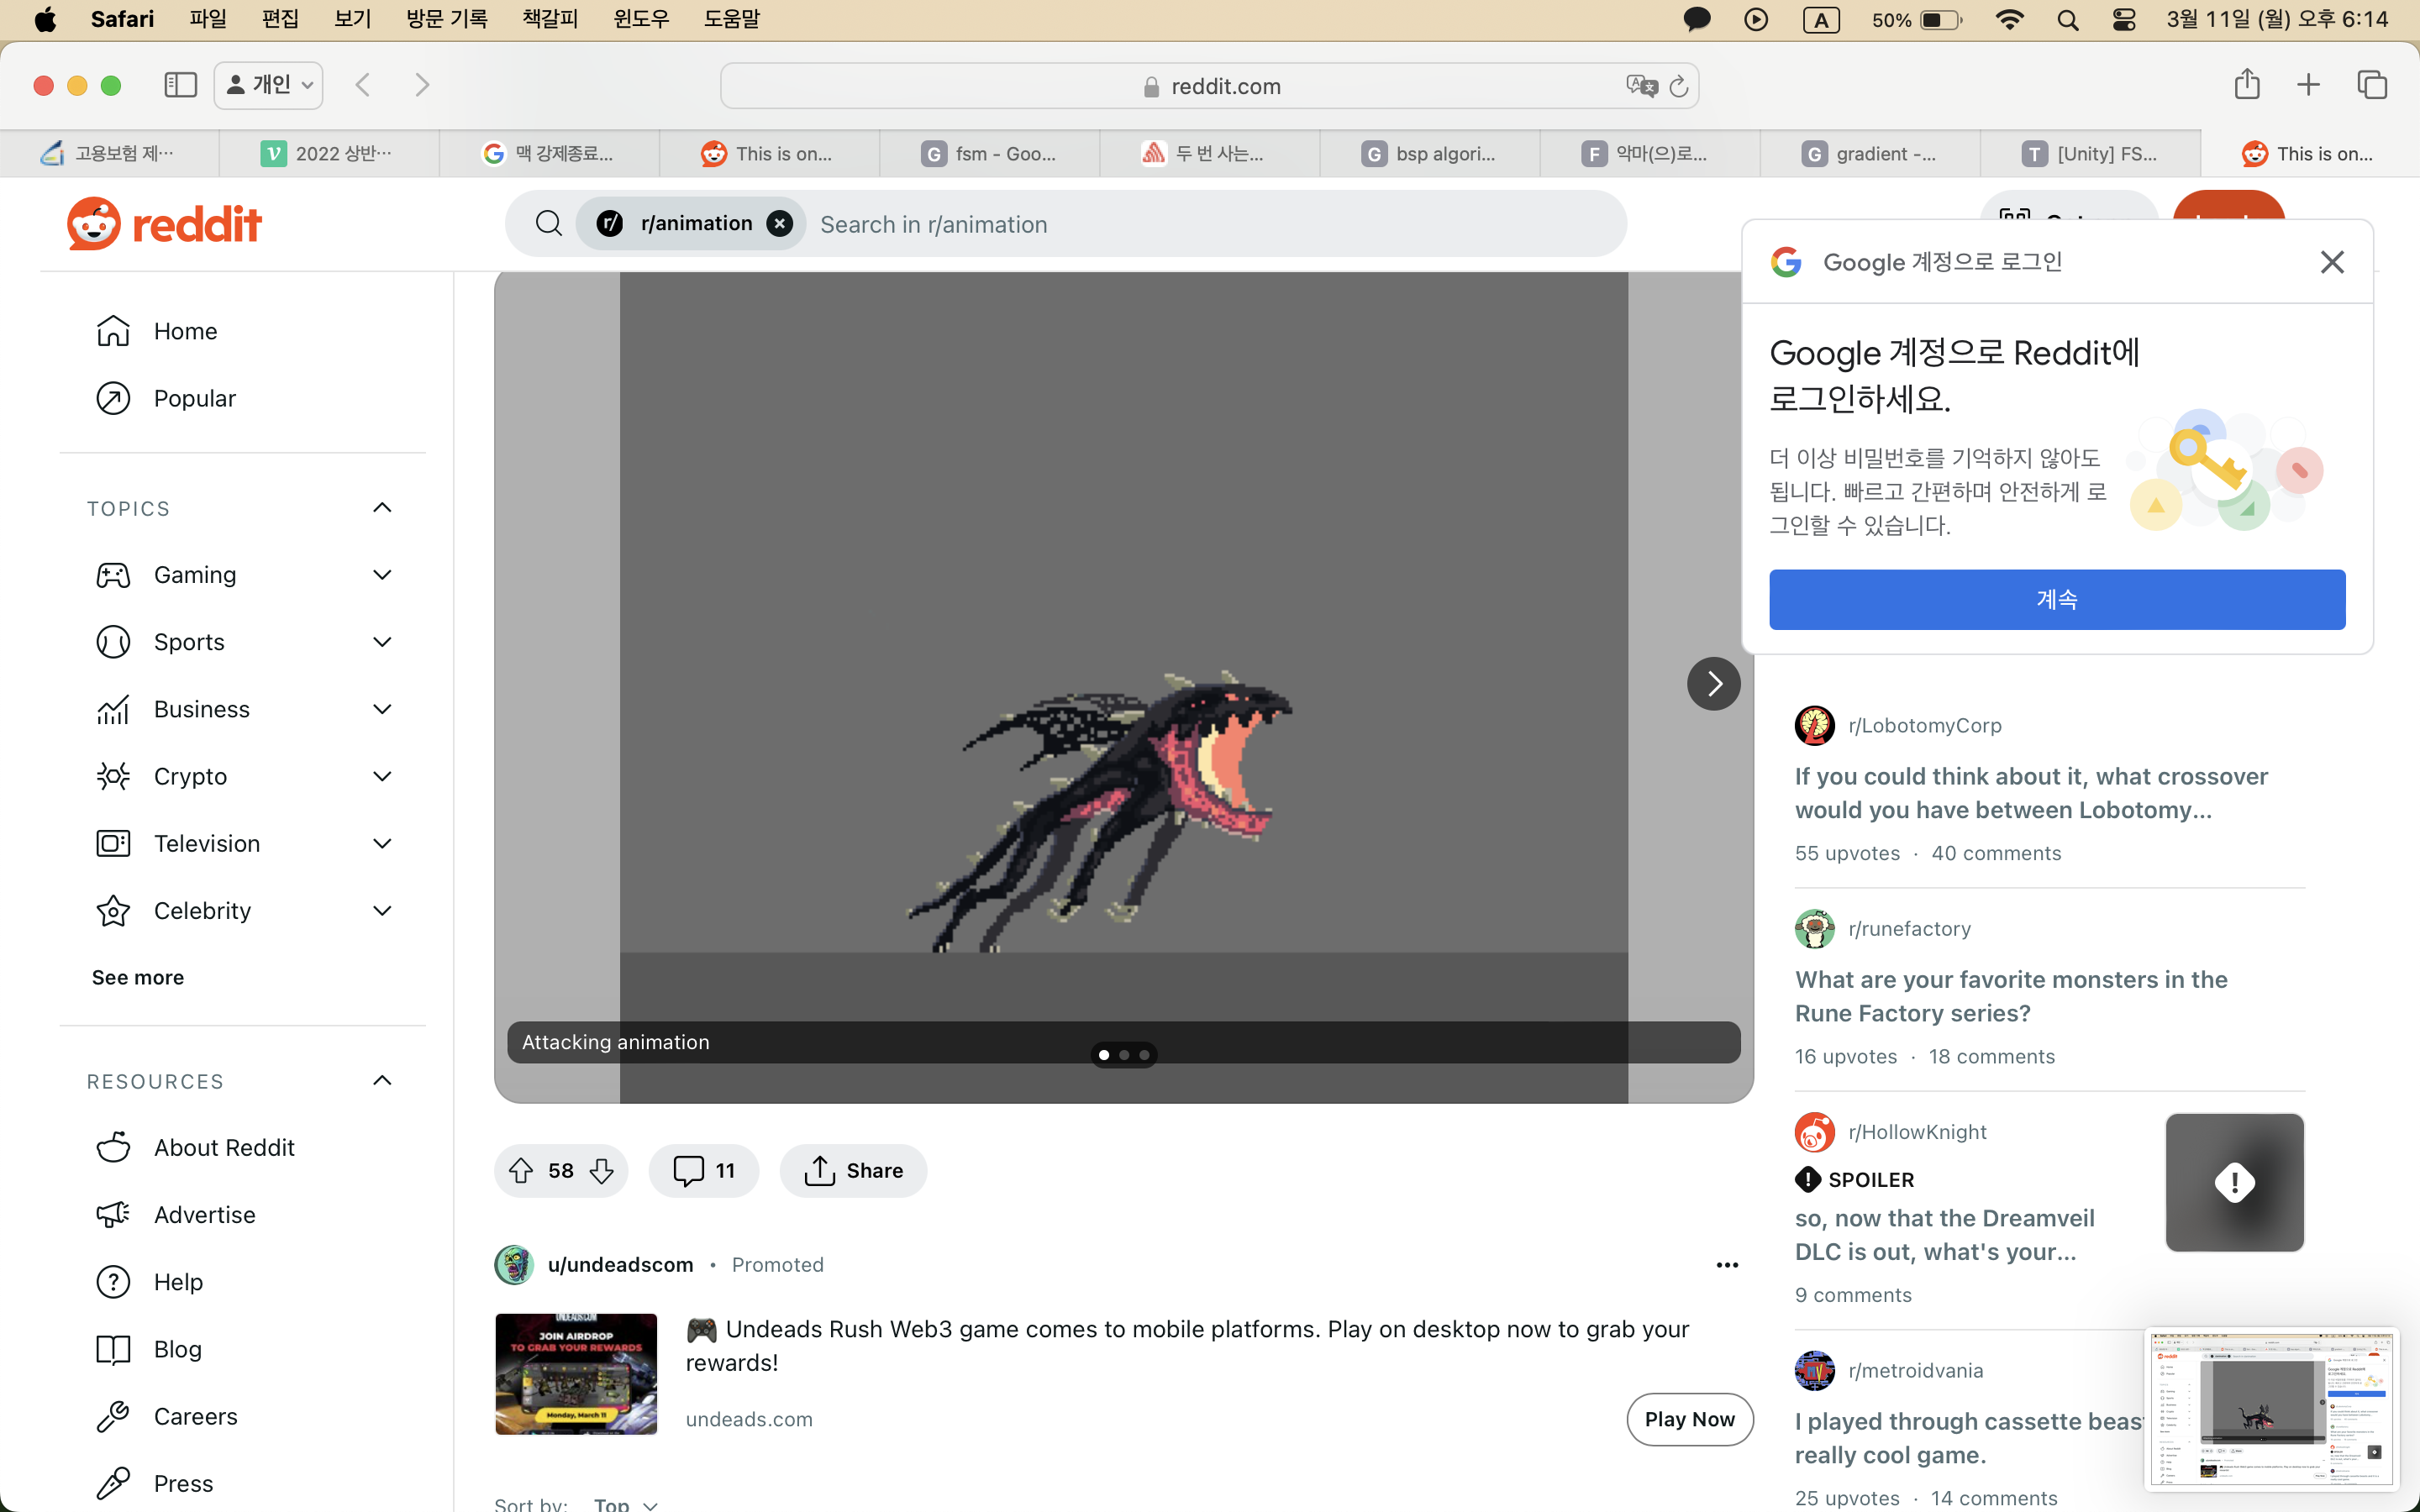 Safari 파일 편집 보기 방문 기록 책갈피 윈도우 도움말 A 50% 3월 11일 (월) 오후 6:14
개인 reddit.com
고용보험 제… 2022 상반… 맥 강제종료... This is on... fsm - Goo... 두 번 사는... bsp algori... 악마(으)로... gradient -... [Unity] FS... This is on...
reddit r/ r/animation Search in r/animation
Google 계정으로 로그인
Google 계정으로 Reddit에
로그인하세요.
더 이상 비밀번호를 기억하지 않아도
됩니다. 빠르고 간편하며 안전하게 로
그인할 수 있습니다.
계속
Home
Popular
TOPICS
Gaming
Sports
Business
Crypto
Television
Celebrity
See more
RESOURCES
About Reddit
Advertise
Help
Blog
Careers
Press
Attacking animation
58 11 Share
u/undeadscom • Promoted
🎮 Undeads Rush Web3 game comes to mobile platforms. Play on desktop now to grab your
rewards!
undeads.com
Play Now
JOIN AIRDROP
TO GRAB YOUR REWARDS
Monday, March 11
Sort by: Top
r/LobotomyCorp
If you could think about it, what crossover
would you have between Lobotomy...
55 upvotes · 40 comments
r/runefactory
What are your favorite monsters in the
Rune Factory series?
16 upvotes · 18 comments
r/HollowKnight
SPOILER
so, now that the Dreamveil
DLC is out, what's your...
9 comments
r/metroidvania
I played through cassette beas
really cool game.
25 upvotes · 14 comments